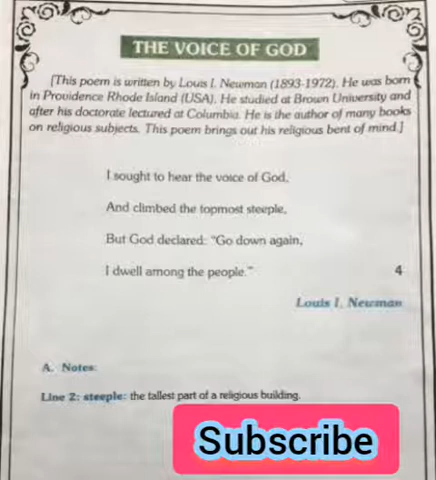 THE VOICE OF GOD
[This poem is written by Louis I. Newman (1893-1972). He was born
in Providence Rhode Island (USA). He studied at Brown University and
after his doctorate lectured at Columbia. He is the author of many books
on religious subjects. This poem brings out his religious bent of mind.]
I sought to hear the voice of God,
And climbed the topmost steeple,
But God declared: "Go down again,
I dwell among the people." 4
Louis I. Newman
A. Notes:
Line 2: steeple: the tallest part of a religious building.
Subscribe